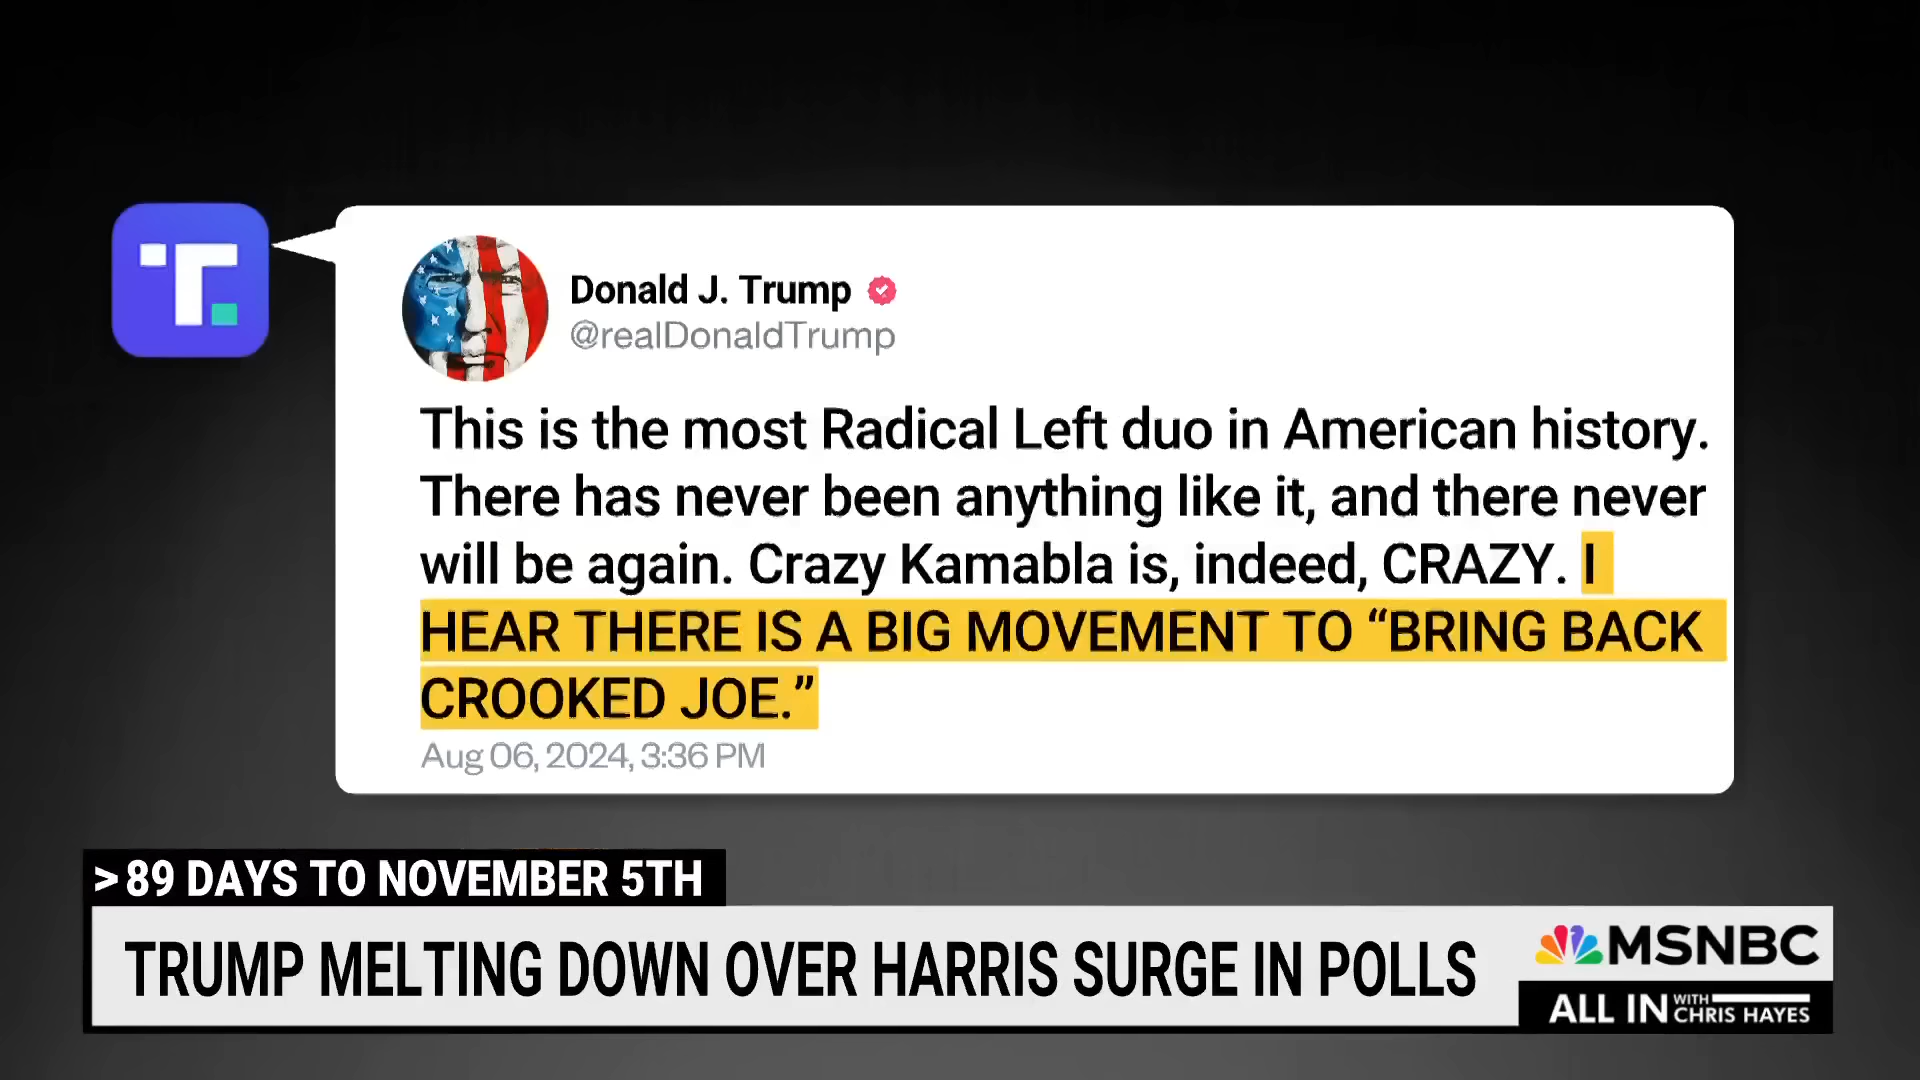 T.
Donald J. Trump
@realDonaldTrump
This is the most Radical Left duo in American history.
There has never been anything like it, and there never
will be again. Crazy Kamabla is, indeed, CRAZY. I
HEAR THERE IS A BIG MOVEMENT TO “BRING BACK
CROOKED JOE.”
Aug 06, 2024, 3:36 PM
>89 DAYS TO NOVEMBER 5TH
TRUMP MELTING DOWN OVER HARRIS SURGE IN POLLS
MSNBC
ALL IN WITH CHRIS HAYES